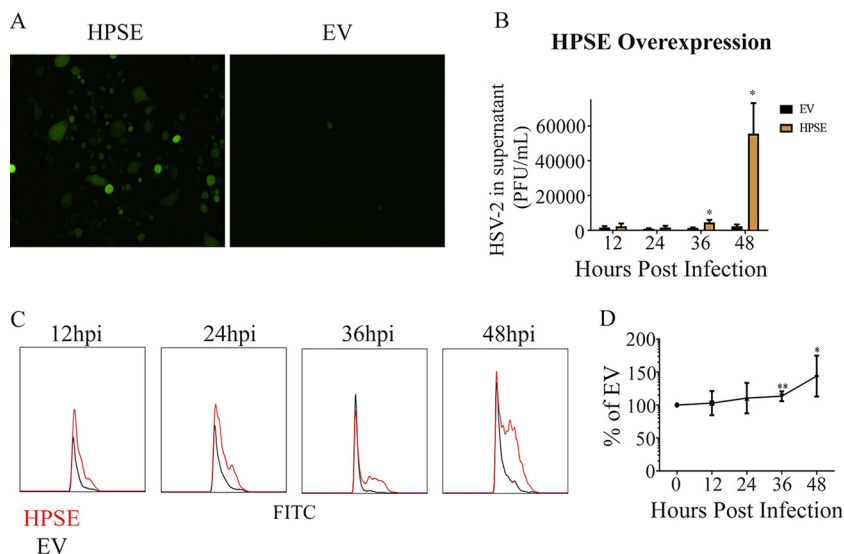 A
HPSE
EV
B
HPSE Overexpression
HSV-2 in supernatant
(PFU/mL)
60000
40000
20000
0
*
*
EV
HPSE
12
24
36
48
Hours Post Infection
C
12hpi
24hpi
36hpi
48hpi
HPSE
EV
FITC
D
% of EV
200
150
100
50
0
**
*
0
12
24
36
48
Hours Post Infection